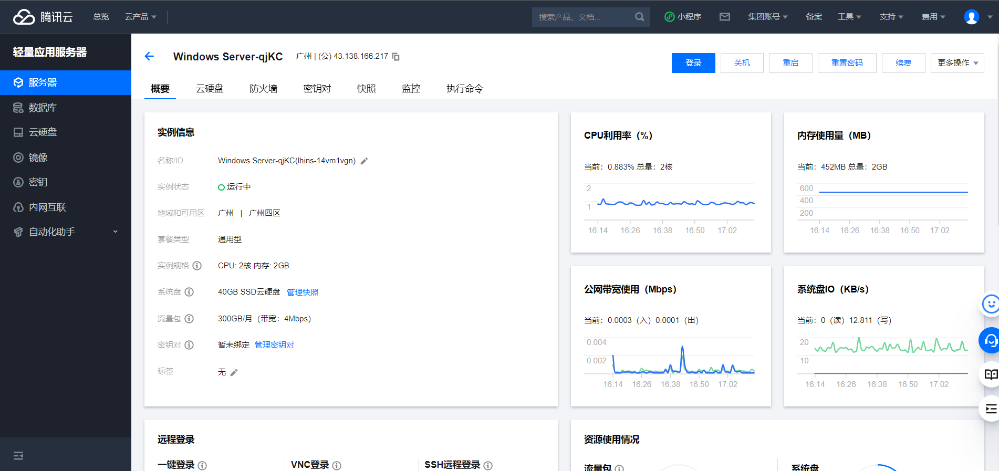 腾讯云 总览 云产品 搜索产品、文档... 小程序 集团账号 备案 工具 支持 费用
轻量应用服务器
服务器
数据库
云硬盘
镜像
密钥
内网互联
自动化助手
Windows Server-qjKC 广州 | (公) 43.138.166.217
登录 关机 重启 重置密码 续费 更多操作
概要 云硬盘 防火墙 密钥对 快照 监控 执行命令
实例信息
名称/ID Windows Server-qjKC(lhins-14vm1vgn)
实例状态 运行中
地域和可用区 广州 | 广州四区
套餐类型 通用型
实例规格 CPU: 2核 内存: 2GB
系统盘 40GB SSD云硬盘 管理快照
流量包 300GB/月（带宽：4Mbps）
密钥对 暂未绑定 管理密钥对
标签 无
CPU利用率（%）
当前：0.883% 总量：2核
2
1
16:14 16:26 16:38 16:50 17:02
内存使用量（MB）
当前：452MB 总量：2GB
600
400
200
16:14 16:26 16:38 16:50 17:02
公网带宽使用（Mbps）
当前：0.0003（入）0.0001（出）
0.004
0.002
16:14 16:26 16:38 16:50 17:02
系统盘IO（KB/s）
当前：0（读）12.811（写）
20
10
16:14 16:26 16:38 16:50 17:02
远程登录
一键登录 VNC登录 SSH远程登录
资源使用情况
流量包 系统盘